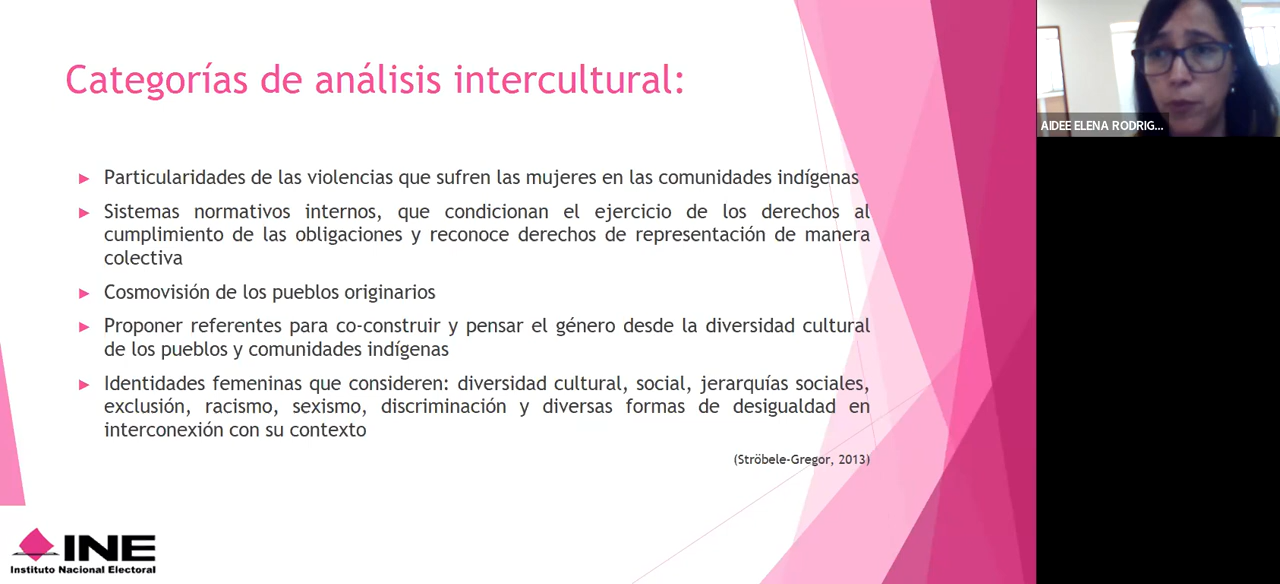 Categorías de análisis intercultural:
AIDEE ELENA RODRIG...
Particularidades de las violencias que sufren las mujeres en las comunidades indígenas
Sistemas normativos internos, que condicionan el ejercicio de los derechos al
cumplimiento de las obligaciones y reconoce derechos de representación de manera
colectiva
Cosmovisión de los pueblos originarios
Proponer referentes para co-construir y pensar el género desde la diversidad cultural
de los pueblos y comunidades indígenas
Identidades femeninas que consideren: diversidad cultural, social, jerarquías sociales,
exclusión, racismo, sexismo, discriminación y diversas formas de desigualdad en
interconexión con su contexto
(Ströbele-Gregor, 2013)
INE
Instituto Nacional Electoral